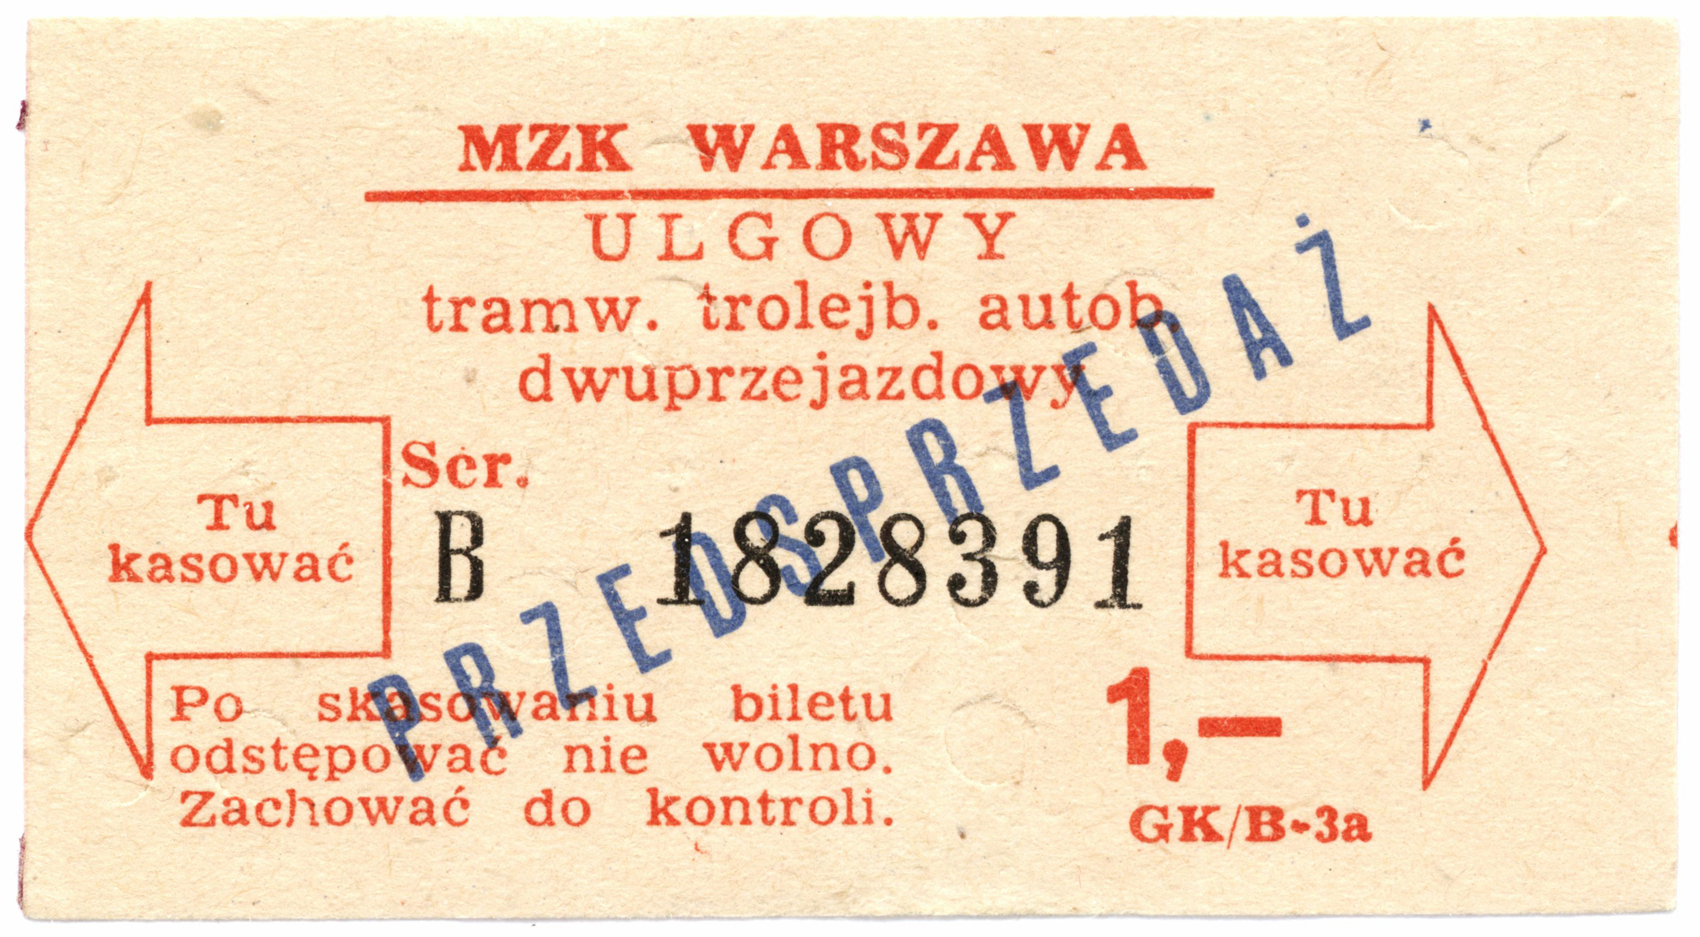 MZK WARSZAWA
ULGOWY
tramw. trolejb. autob.
dwuprzejazdowy
Ser.
B 1828391
Tu
kasować
Tu
kasować
PRZEDSPRZEDAŻ
Po skasowaniu biletu
odstępować nie wolno.
Zachować do kontroli.
1,—
GK/B-3a